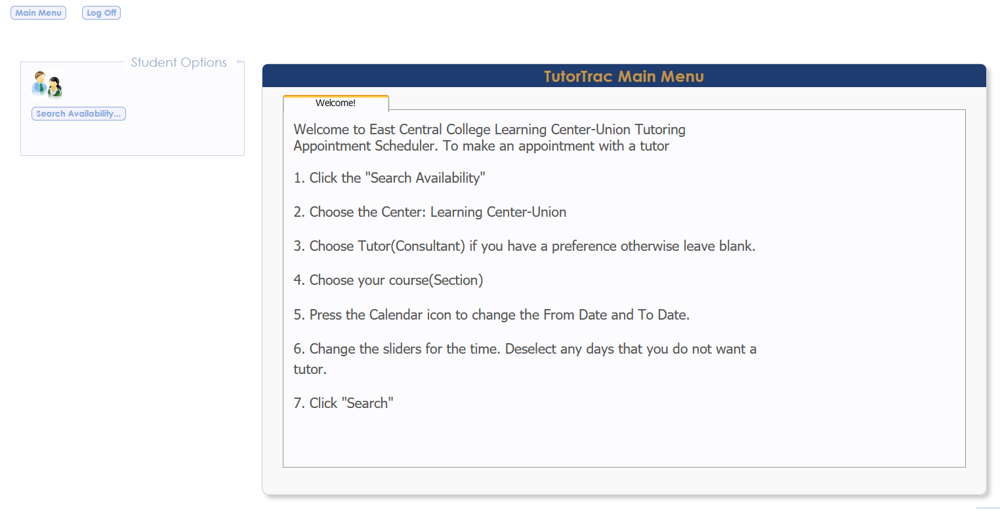 Main Menu
Log Off
Student Options
Search Availability...
TutorTrac Main Menu
Welcome!
Welcome to East Central College Learning Center-Union Tutoring
Appointment Scheduler. To make an appointment with a tutor
1. Click the "Search Availability"
2. Choose the Center: Learning Center-Union
3. Choose Tutor(Consultant) if you have a preference otherwise leave blank.
4. Choose your course(Section)
5. Press the Calendar icon to change the From Date and To Date.
6. Change the sliders for the time. Deselect any days that you do not want a
tutor.
7. Click "Search"